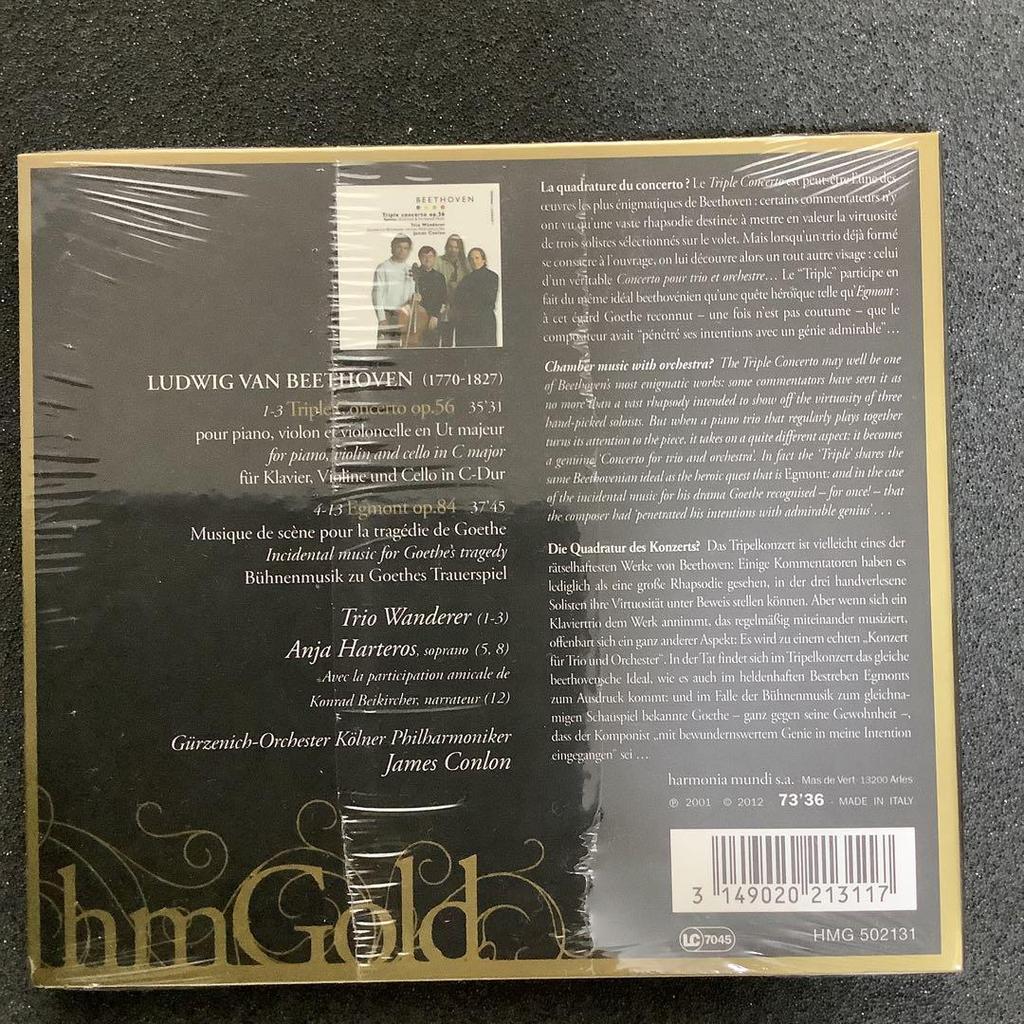 BEETHOVEN
Triple concerto op.56
Trio Wanderer
James Conlon
LUDWIG VAN BEETHOVEN (1770-1827)
1-3 Triple Concerto op.56 35'31
pour piano, violon et violoncelle en Ut majeur
for piano, violin and cello in C major
für Klavier, Violine und Cello in C-Dur
4-13 Egmont op.84 37'45
Musique de scène pour la tragédie de Goethe
Incidental music for Goethe's tragedy
Bühnenmusik zu Goethes Trauerspiel
Trio Wanderer (1-3)
Anja Harteros, soprano (5, 8)
Avec la participation amicale de
Konrad Beikircher, narrateur (12)
Gürzenich-Orchester Kölner Philharmoniker
James Conlon
hmGold
La quadrature du concerto ? Le Triple Concerto est peut-être l'une des
œuvres les plus énigmatiques de Beethoven : certains commentateurs n'y
ont vu qu'une vaste rhapsodie destinée à mettre en valeur la virtuosité
de trois solistes sélectionnés sur le volet. Mais lorsqu'un trio déjà formé
se consacre à l'ouvrage, on lui découvre alors un tout autre visage : celui
d'un véritable Concerto pour trio et orchestre… Le "Triple" participe en
fait du même idéal beethovénien qu'une quête héroïque telle qu'Egmont :
à cet égard Goethe reconnut – une fois n'est pas coutume – que le
compositeur avait "pénétré ses intentions avec un génie admirable"…
Chamber music with orchestra? The Triple Concerto may well be one
of Beethoven's most enigmatic works: some commentators have seen it as
no more than a vast rhapsody intended to show off the virtuosity of three
hand-picked soloists. But when a piano trio that regularly plays together
turns its attention to the piece, it takes on a quite different aspect: it becomes
a genuine 'Concerto for trio and orchestra'. In fact the 'Triple' shares the
same Beethovenian ideal as the heroic quest that is Egmont: and in the case
of the incidental music for his drama Goethe recognised – for once! – that
the composer had 'penetrated his intentions with admirable genius' . . .
Die Quadratur des Konzerts? Das Tripelkonzert ist vielleicht eines der
rätselhaftesten Werke von Beethoven: Einige Kommentatoren haben es
lediglich als eine große Rhapsodie gesehen, in der drei handverlesene
Solisten ihre Virtuosität unter Beweis stellen können. Aber wenn sich ein
Klaviertrio dem Werk annimmt, das regelmäßig miteinander musiziert,
offenbart sich ein ganz anderer Aspekt: Es wird zu einem echten „Konzert
für Trio und Orchester". In der Tat findet sich im Tripelkonzert das gleiche
beethovensche Ideal, wie es auch im heldenhaften Bestreben Egmonts
zum Ausdruck kommt: und im Falle der Bühnenmusik zum gleichna-
migen Schauspiel bekannte Goethe – ganz gegen seine Gewohnheit –,
dass der Komponist „mit bewundernswertem Genie in meine Intention
eingegangen" sei …
harmonia mundi s.a. Mas de Vert 13200 Arles
℗ 2001 © 2012 73'36 - MADE IN ITALY
3 149020 213117
LC 7045
HMG 502131